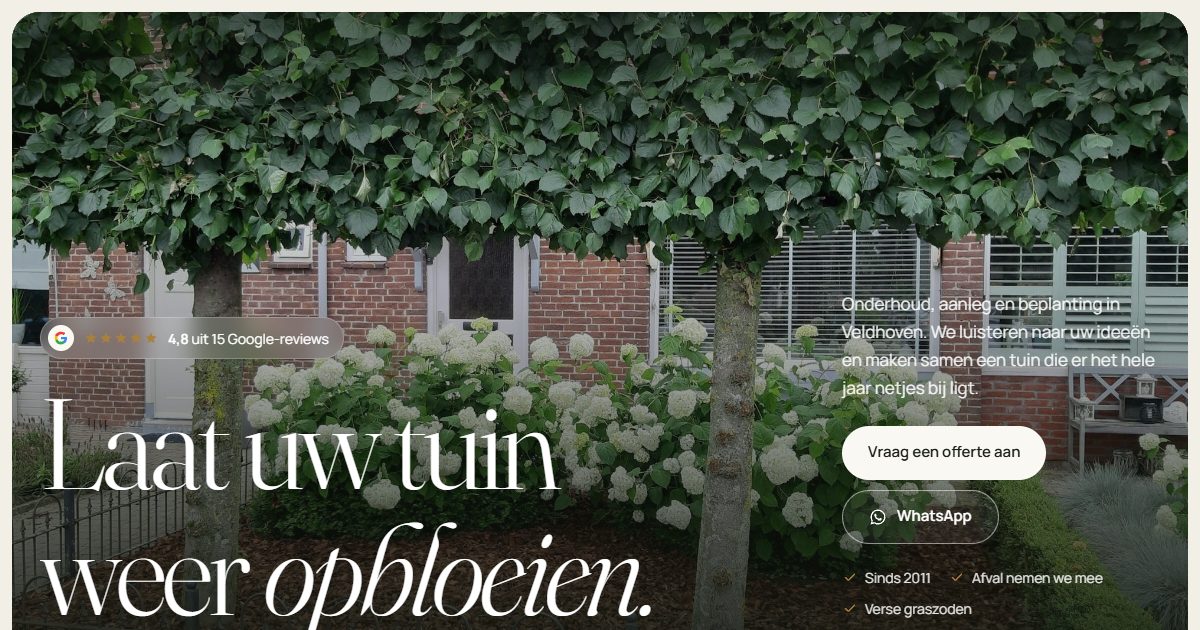 4,8 uit 15 Google-reviews
Laat uw tuin
weer opbloeien.
Onderhoud, aanleg en beplanting in
Veldhoven. We luisteren naar uw ideeën
en maken samen een tuin die er het hele
jaar netjes bij ligt.
Vraag een offerte aan
WhatsApp
Sinds 2011
Afval nemen we mee
Verse graszoden